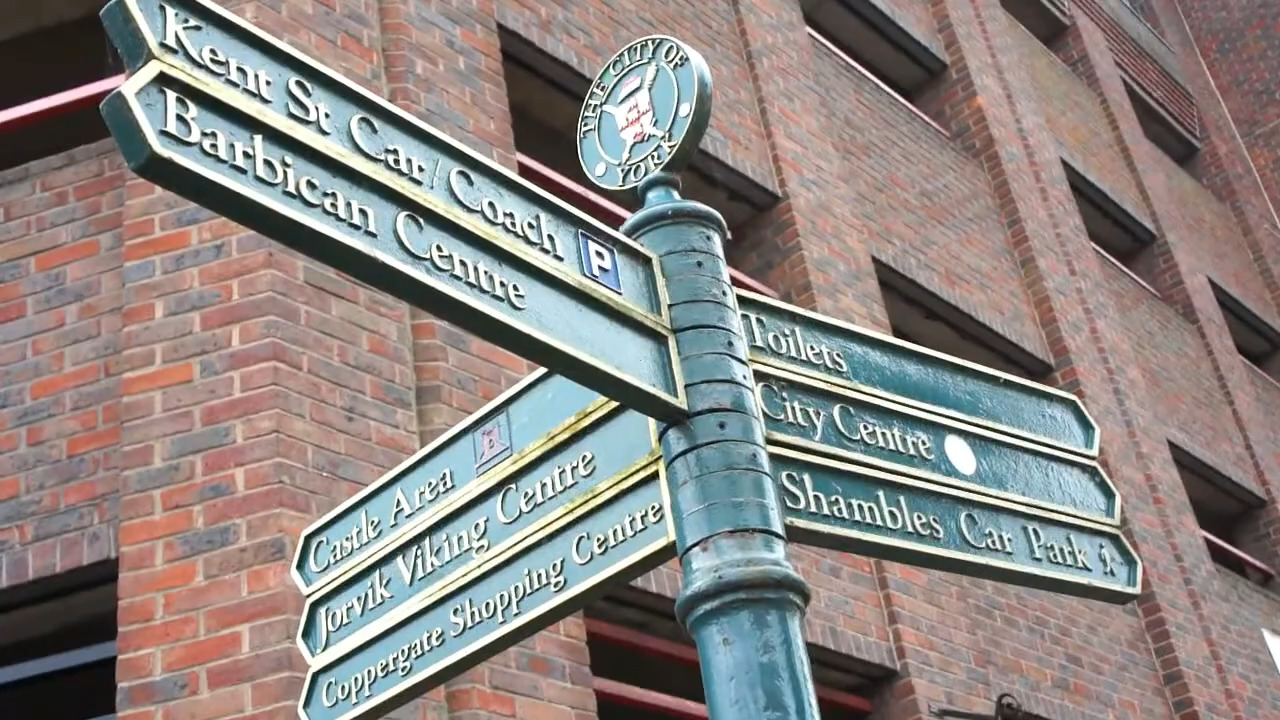 THE CITY OF
YORK
Kent St Car/Coach P
Barbican Centre
Toilets
City Centre
Shambles Car Park
Castle Area
Jorvik Viking Centre
Coppergate Shopping Centre